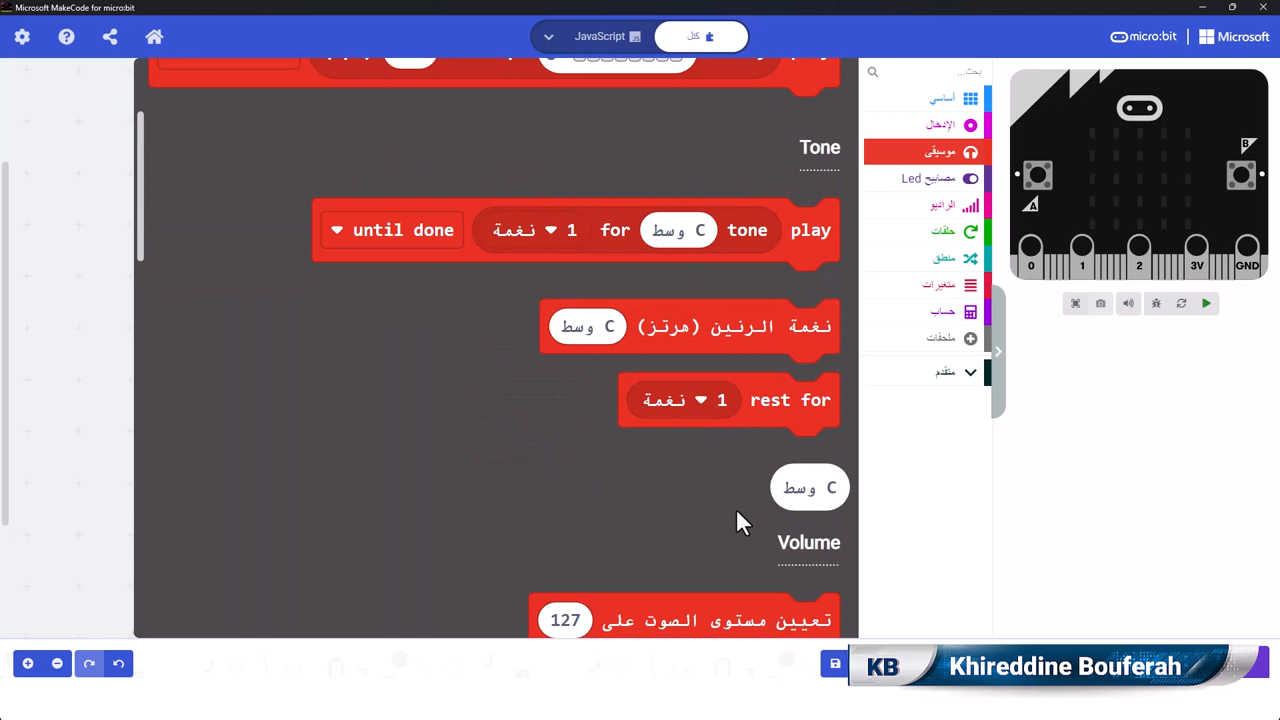 Microsoft MakeCode for micro:bit
JavaScript
كتل
micro:bit
Microsoft
بحث...
أساسي
الإدخال
موسيقى
مصابيح Led
الراديو
حلقات
منطق
متغيرات
حساب
ملحقات
متقدم
Tone
play tone C وسط for 1 نغمة until done
نغمة الرنين (هرتز) C وسط
rest for 1 نغمة
C وسط
Volume
تعيين مستوى الصوت على 127
A
B
0 1 2 3V GND
KB Khireddine Bouferah